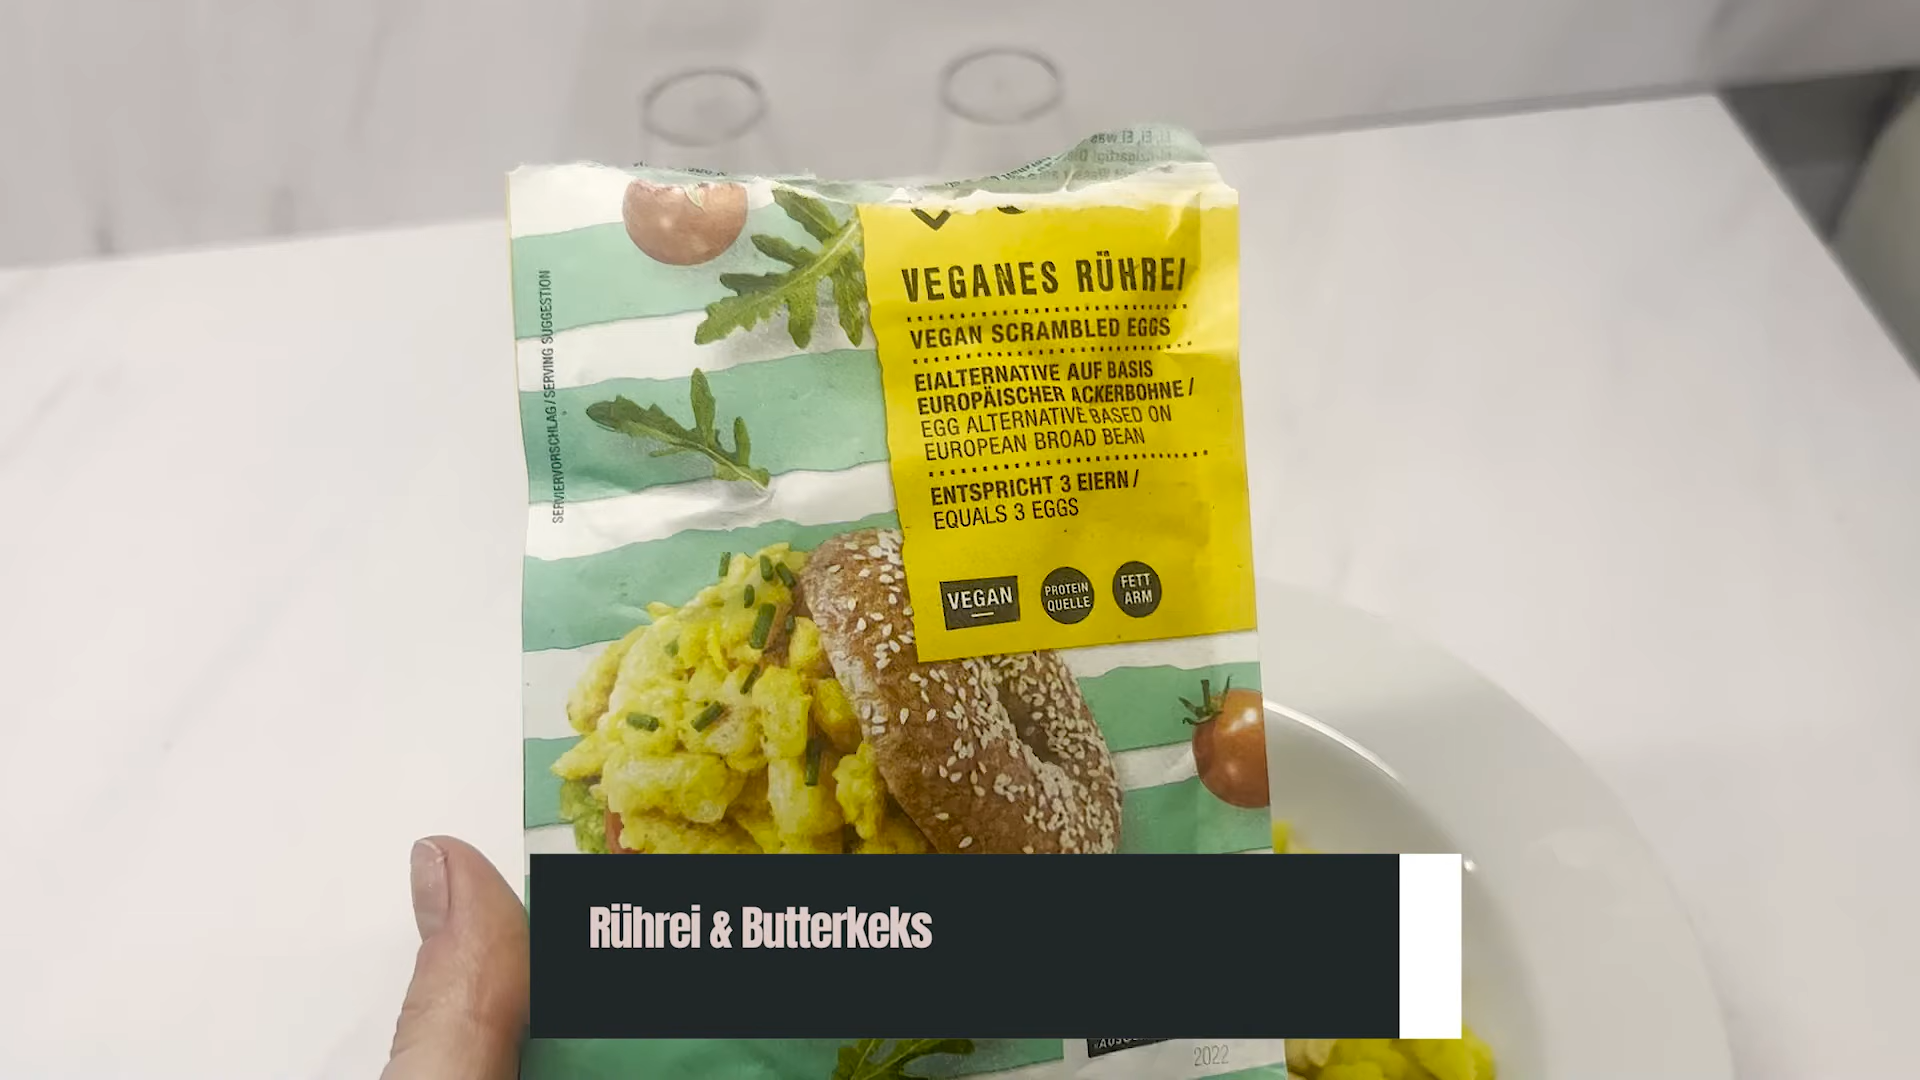 SERVIERVORSCHLAG / SERVING SUGGESTION
VEGANES RÜHREI
VEGAN SCRAMBLED EGGS
EIALTERNATIVE AUF BASIS
EUROPÄISCHER ACKERBOHNE /
EGG ALTERNATIVE BASED ON
EUROPEAN BROAD BEAN
ENTSPRICHT 3 EIERN /
EQUALS 3 EGGS
VEGAN
PROTEIN
QUELLE
FETT
ARM
Rührei & Butterkeks
2022